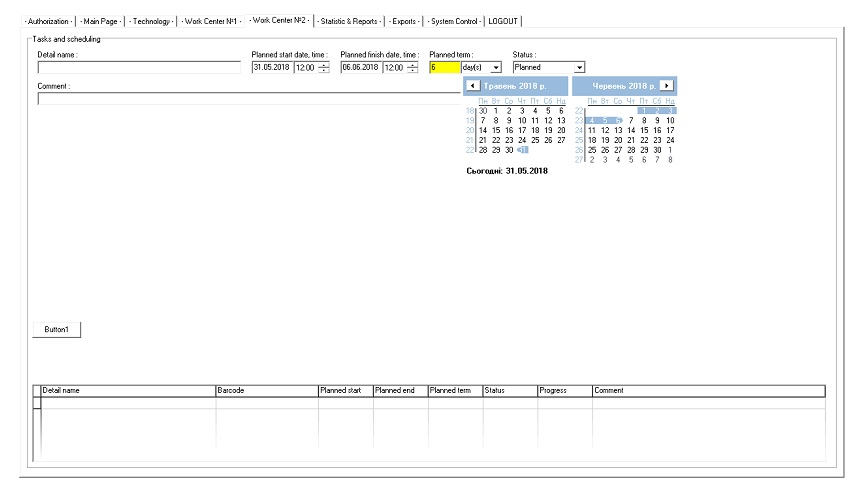 · Authorization · · Main Page · · Technology · · Work Center №1 · · Work Center №2 · · Statistic & Reports · · Exports · · System Control · LOGOUT
Tasks and scheduling
Detail name : Planned start date, time : Planned finish date, time : Planned term : Status :
31.05.2018 12:00 06.06.2018 12:00 6 day(s) Planned
Comment :
Травень 2018 р. Червень 2018 р.
Пн Вт Ср Чт Пт Сб Нд Пн Вт Ср Чт Пт Сб Нд
18 30 1 2 3 4 5 6 22 1 2 3
19 7 8 9 10 11 12 13 23 4 5 6 7 8 9 10
20 14 15 16 17 18 19 20 24 11 12 13 14 15 16 17
21 21 22 23 24 25 26 27 25 18 19 20 21 22 23 24
22 28 29 30 31 26 25 26 27 28 29 30 1
27 2 3 4 5 6 7 8
Сьогодні: 31.05.2018
Button1
Detail name Barcode Planned start Planned end Planned term Status Progress Comment